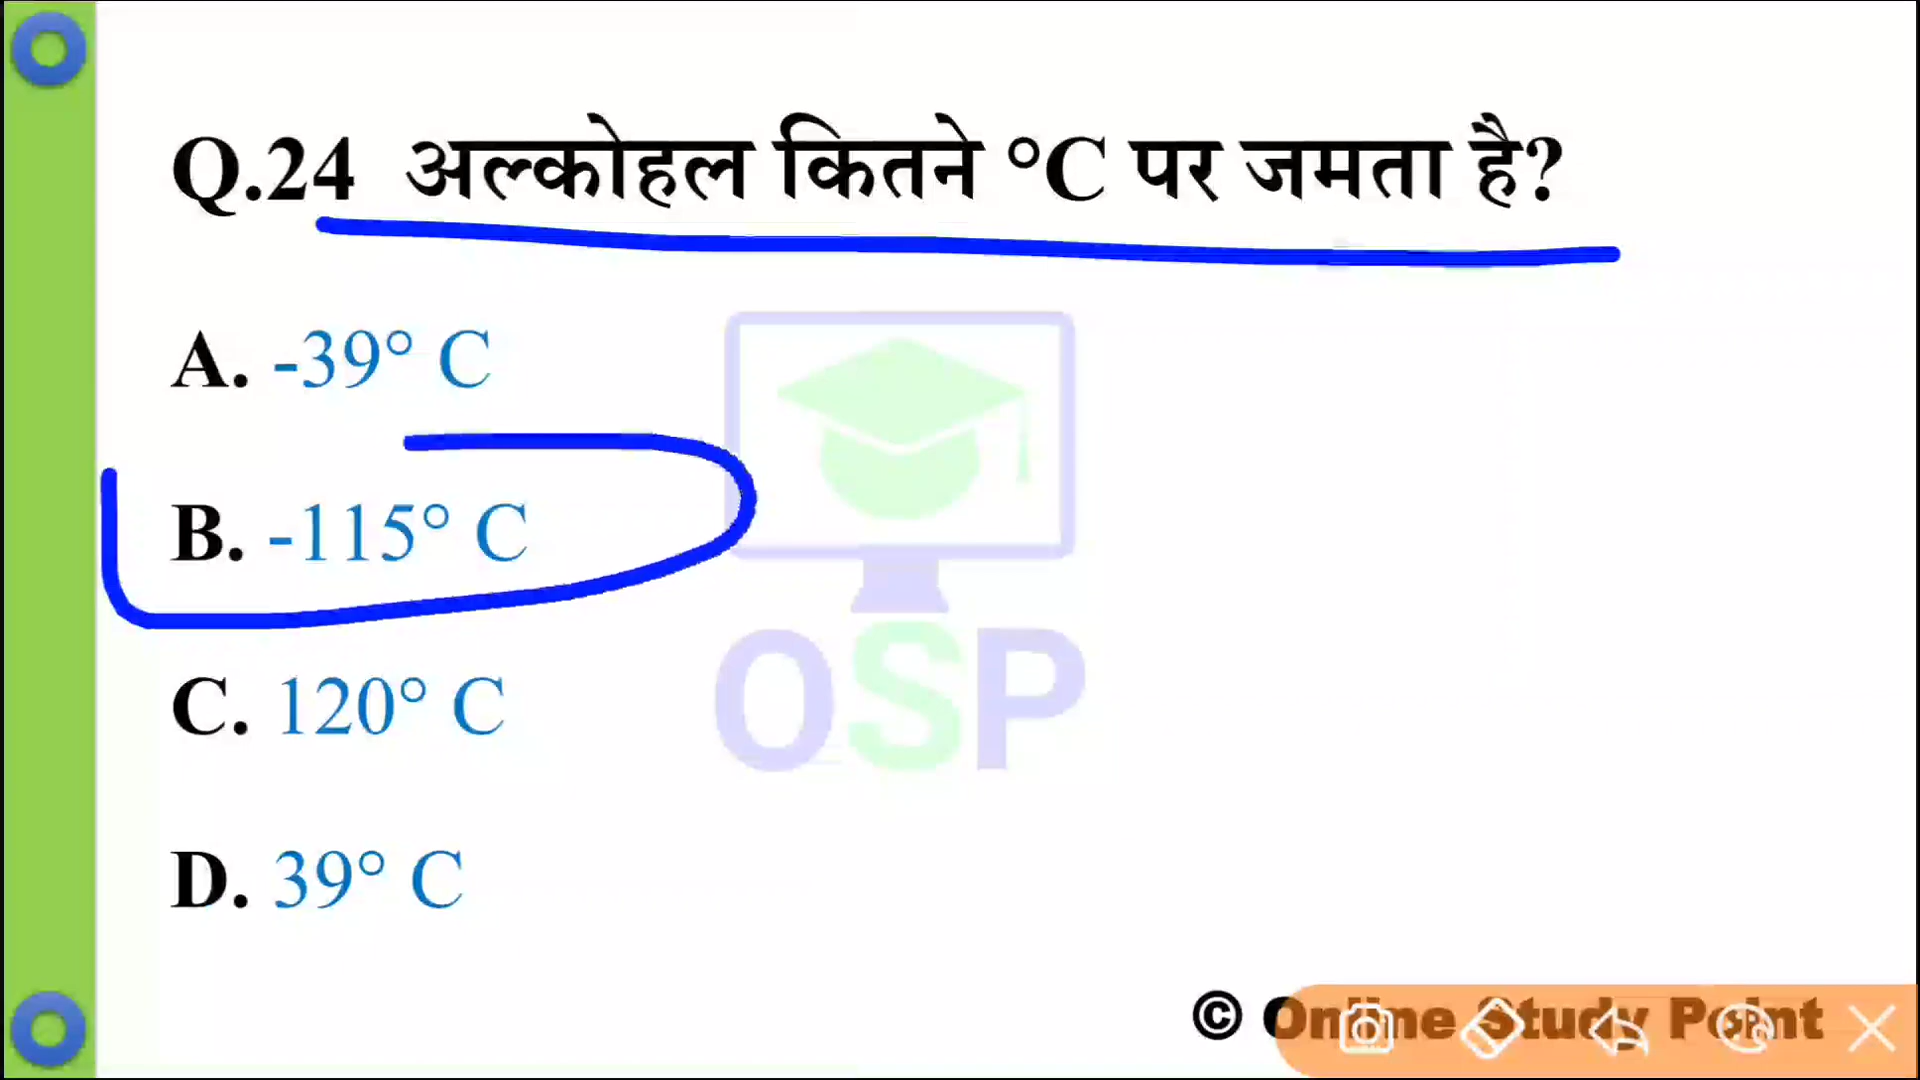 Q.24 अल्कोहल कितने °C पर जमता है?
A. -39° C
B. -115° C
C. 120° C
D. 39° C
OSP
© Online Study Point